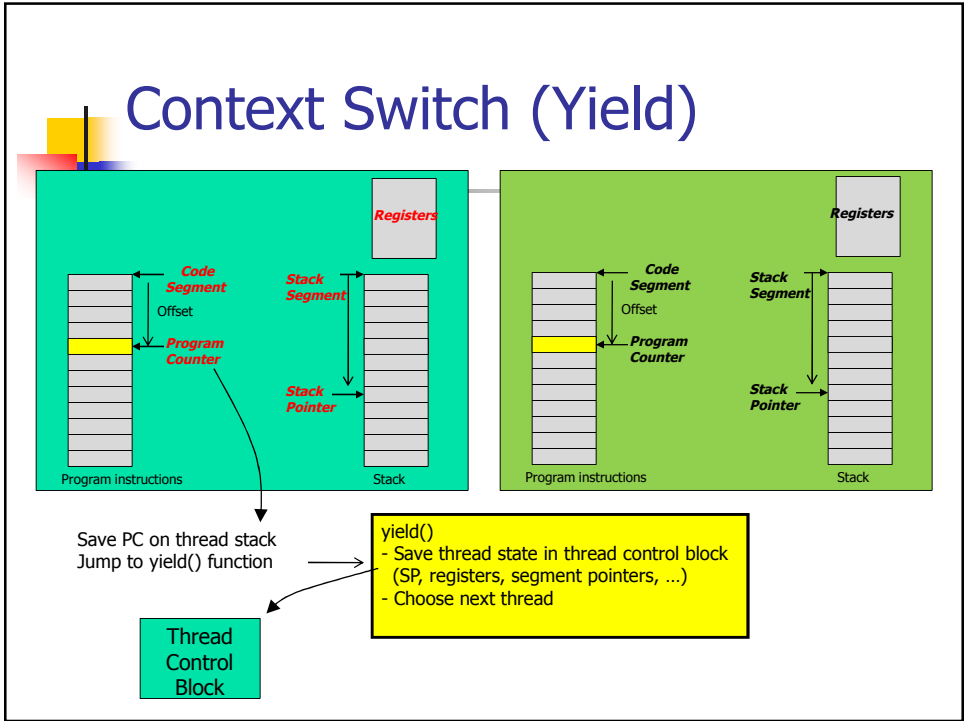 Context Switch (Yield)
Registers
Code
Segment
Offset
Program
Counter
Stack
Segment
Stack
Pointer
Program instructions
Stack
Registers
Code
Segment
Offset
Program
Counter
Stack
Segment
Stack
Pointer
Program instructions
Stack
Save PC on thread stack
Jump to yield() function
yield()
- Save thread state in thread control block
(SP, registers, segment pointers, …)
- Choose next thread
Thread
Control
Block